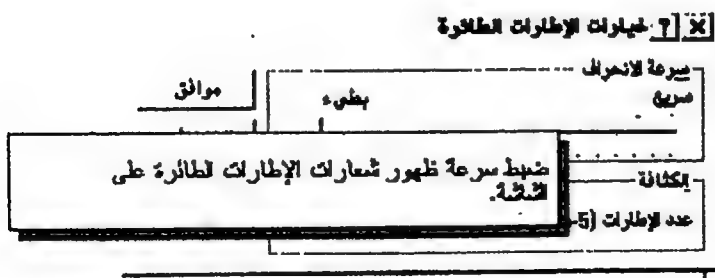 خيارات الإطارات الطائرة
سرعة الانحراف
سريع
بطيء
موافق
ضبط سرعة ظهور شعارات الإطارات الطائرة على
الشاشة.
الكثافة
عدد الإطارات (5-